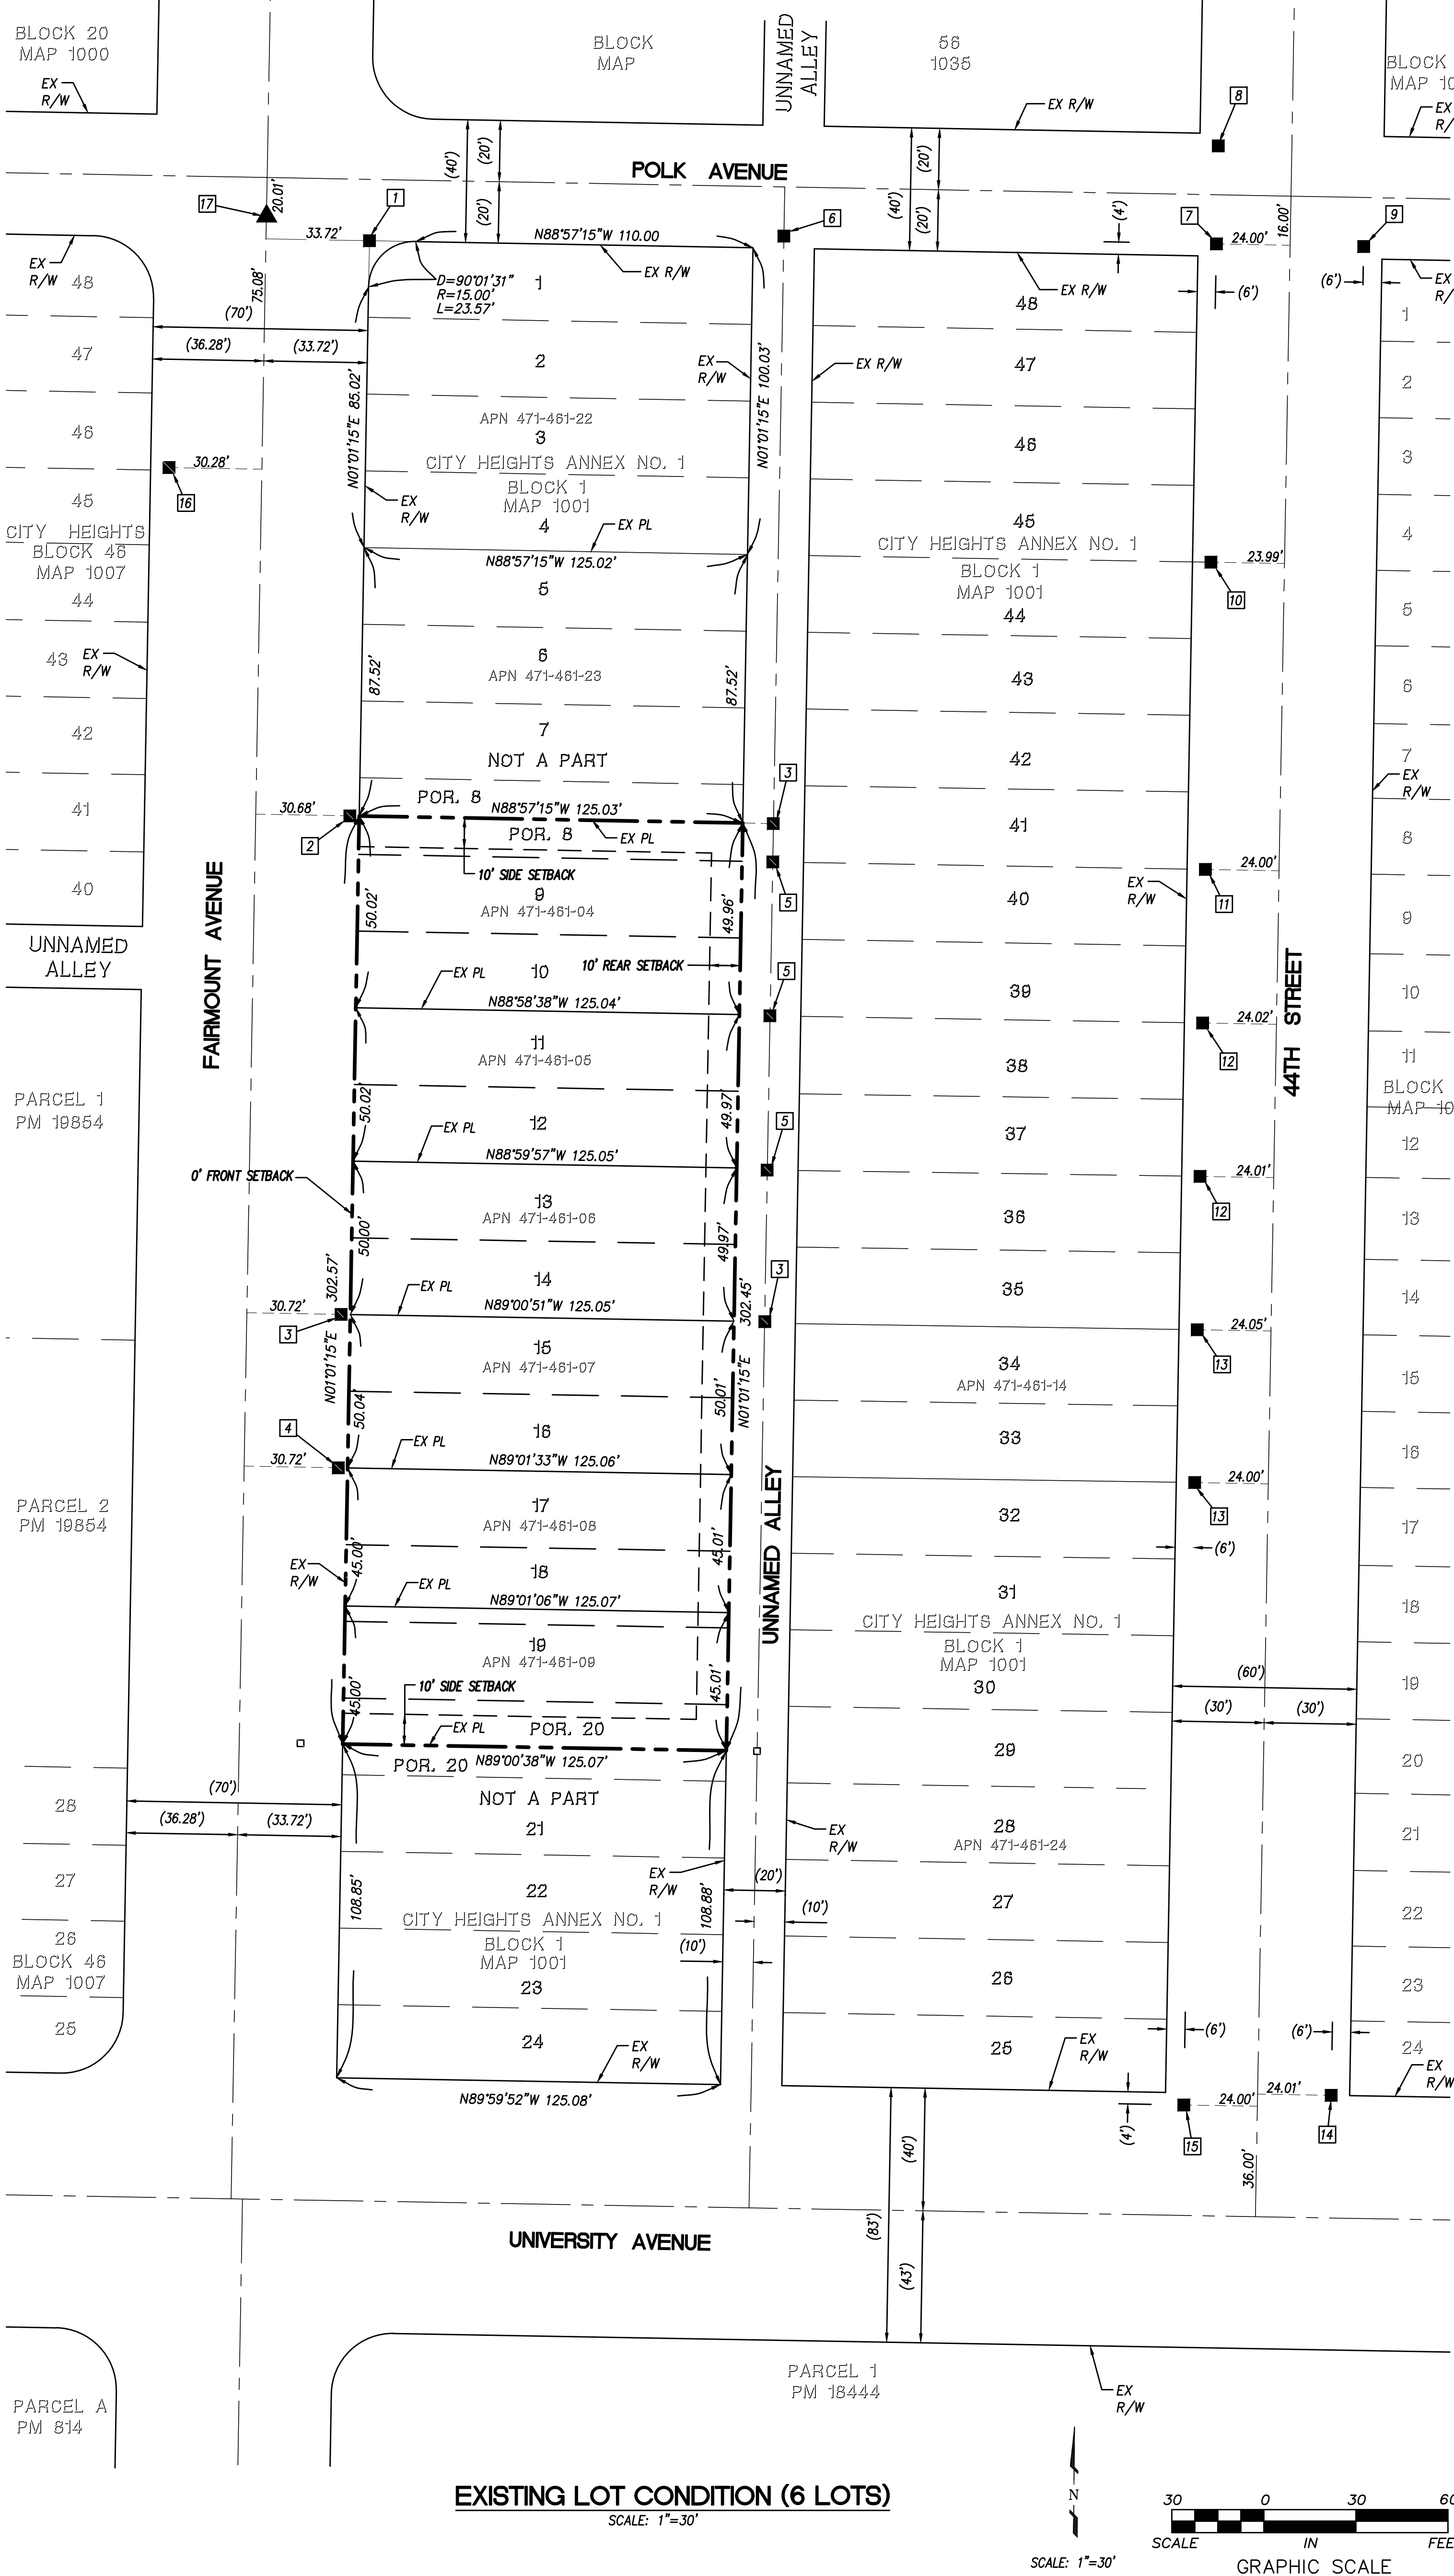 BLOCK 20
MAP 1000
EX
R/W
BLOCK
MAP
UNNAMED
ALLEY
56
1035
EX R/W
BLOCK
EX
8
(40')
(20')
(20')
POLK AVENUE
(40')
(20')
(20')
(4')
17
20.01'
1
6
7
24.00'
16.00'
9
33.72'
N88°57'15"W 110.00
EX R/W
EX R/W
(6')
(6')
EX
EX
R/W
48
75.08'
D=90°01'31"
R=15.00'
L=23.57'
1
48
1
(70')
(36.28')
(33.72')
47
2
EX
R/W
EX R/W
47
2
N01°01'15"E 85.02'
N01°01'15"E 100.03'
APN 471-461-22
3
46
46
3
30.28'
16
CITY HEIGHTS ANNEX NO. 1
BLOCK 1
MAP 1001
EX
R/W
45
4
EX PL
N88°57'15"W 125.02'
CITY HEIGHTS
BLOCK 46
MAP 1007
45
CITY HEIGHTS ANNEX NO. 1
BLOCK 1
MAP 1001
23.99'
10
4
44
5
44
5
43
EX
R/W
87.52'
6
APN 471-461-23
87.52'
43
6
42
7
NOT A PART
42
7
EX
R/W
3
41
30.68'
2
POR. 8
N88°57'15"W 125.03'
POR. 8
EX PL
41
8
40
10' SIDE SETBACK
5
24.00'
11
FAIRMOUNT AVENUE
50.02'
9
APN 471-461-04
49.96'
EX
R/W
40
9
UNNAMED
ALLEY
10
EX PL
10' REAR SETBACK
N88°58'38"W 125.04'
5
39
24.02'
12
44TH STREET
10
11
APN 471-461-05
50.02'
49.97'
38
11
PARCEL 1
PM 19854
BLOCK
12
EX PL
N88°59'57"W 125.05'
5
37
12
0' FRONT SETBACK
13
APN 471-461-06
50.00'
49.97'
24.01'
12
36
13
302.57'
14
EX PL
N89°00'51"W 125.05'
302.45'
3
35
14
30.72'
3
N01°01'15"E
15
APN 471-461-07
50.04'
50.01'
N01°01'15"E
24.05'
13
34
APN 471-461-14
15
4
30.72'
16
EX PL
N89°01'33"W 125.06'
33
24.00'
13
16
PARCEL 2
PM 19854
17
APN 471-461-08
45.00'
45.01'
UNNAMED ALLEY
32
17
(6')
EX
R/W
18
EX PL
N89°01'06"W 125.07'
31
CITY HEIGHTS ANNEX NO. 1
BLOCK 1
MAP 1001
30
18
19
APN 471-461-09
45.00'
45.01'
(60')
(30')
(30')
19
10' SIDE SETBACK
EX PL
POR. 20
POR. 20
N89°00'38"W 125.07'
NOT A PART
29
20
(70')
(36.28')
(33.72')
28
21
EX
R/W
28
APN 471-461-24
21
27
108.85'
22
EX
R/W
108.88'
(20')
(10')
(10')
27
22
CITY HEIGHTS ANNEX NO. 1
BLOCK 1
MAP 1001
26
BLOCK 46
MAP 1007
23
26
23
25
24
EX
R/W
25
EX
R/W
(6')
(6')
24
EX
R/W
N89°59'52"W 125.08'
24.00'
24.01'
15
14
(4')
36.00'
(40')
(83')
(43')
UNIVERSITY AVENUE
PARCEL A
PM 814
PARCEL 1
PM 18444
EX
R/W
EXISTING LOT CONDITION (6 LOTS)
SCALE: 1"=30'
N
SCALE: 1"=30'
30 0 30
SCALE IN
GRAPHIC SCALE